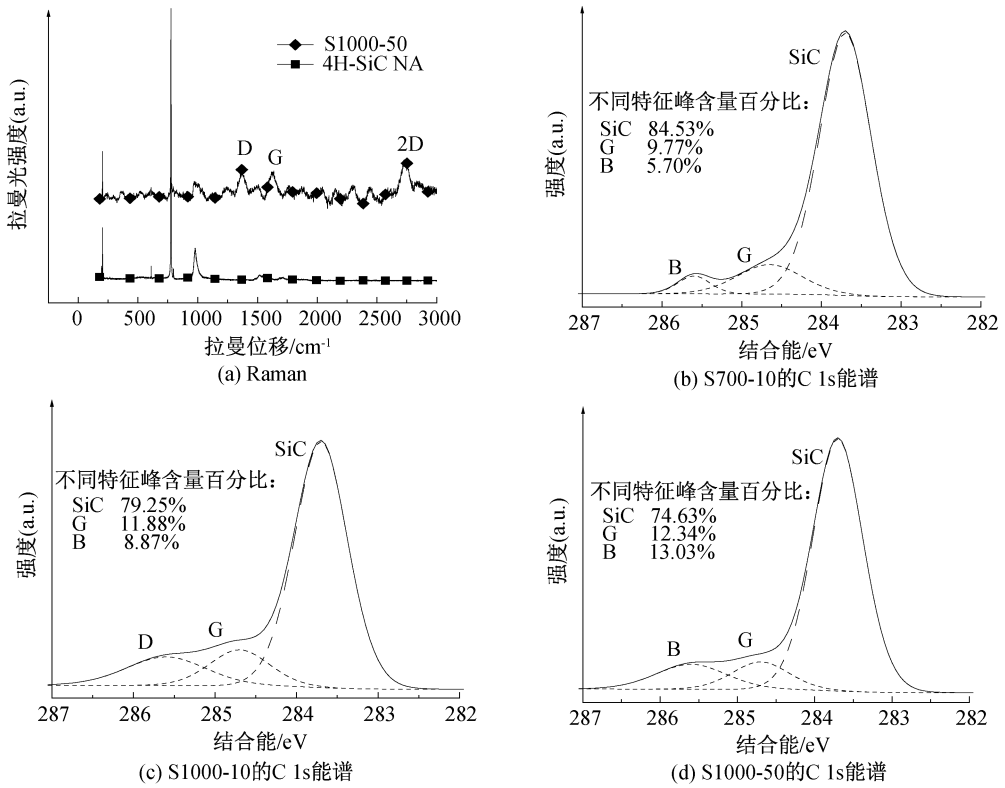 S1000-50
4H-SiC NA
D
G
2D
拉曼光强度(a.u.)
0
500
1000
1500
2000
2500
3000
拉曼位移/cm-1
(a) Raman
SiC
不同特征峰含量百分比：
SiC 84.53%
G 9.77%
B 5.70%
B
G
强度(a.u.)
287
286
285
284
283
282
结合能/eV
(b) S700-10的C 1s能谱
SiC
不同特征峰含量百分比：
SiC 79.25%
G 11.88%
B 8.87%
D
G
强度(a.u.)
287
286
285
284
283
282
结合能/eV
(c) S1000-10的C 1s能谱
SiC
不同特征峰含量百分比：
SiC 74.63%
G 12.34%
B 13.03%
B
G
强度(a.u.)
287
286
285
284
283
282
结合能/eV
(d) S1000-50的C 1s能谱